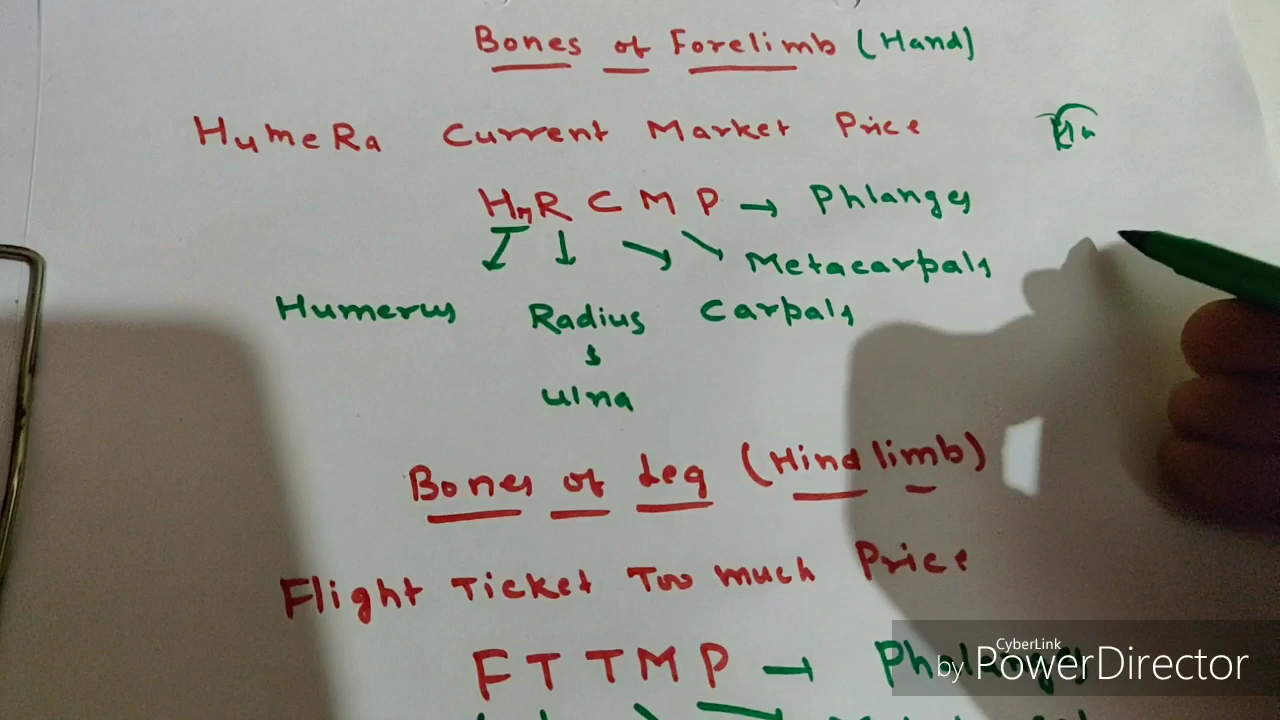 Bones of Forelimb (Hand)
HumeRa Current Market Price
HnR C M P → Phlanges
Metacarpals
Humerus Radius Carpals
Ulna
Bones of Leg (Hind limb)
Flight Ticket Too much Price
F T T M P → Phalanges
CyberLink
by PowerDirector